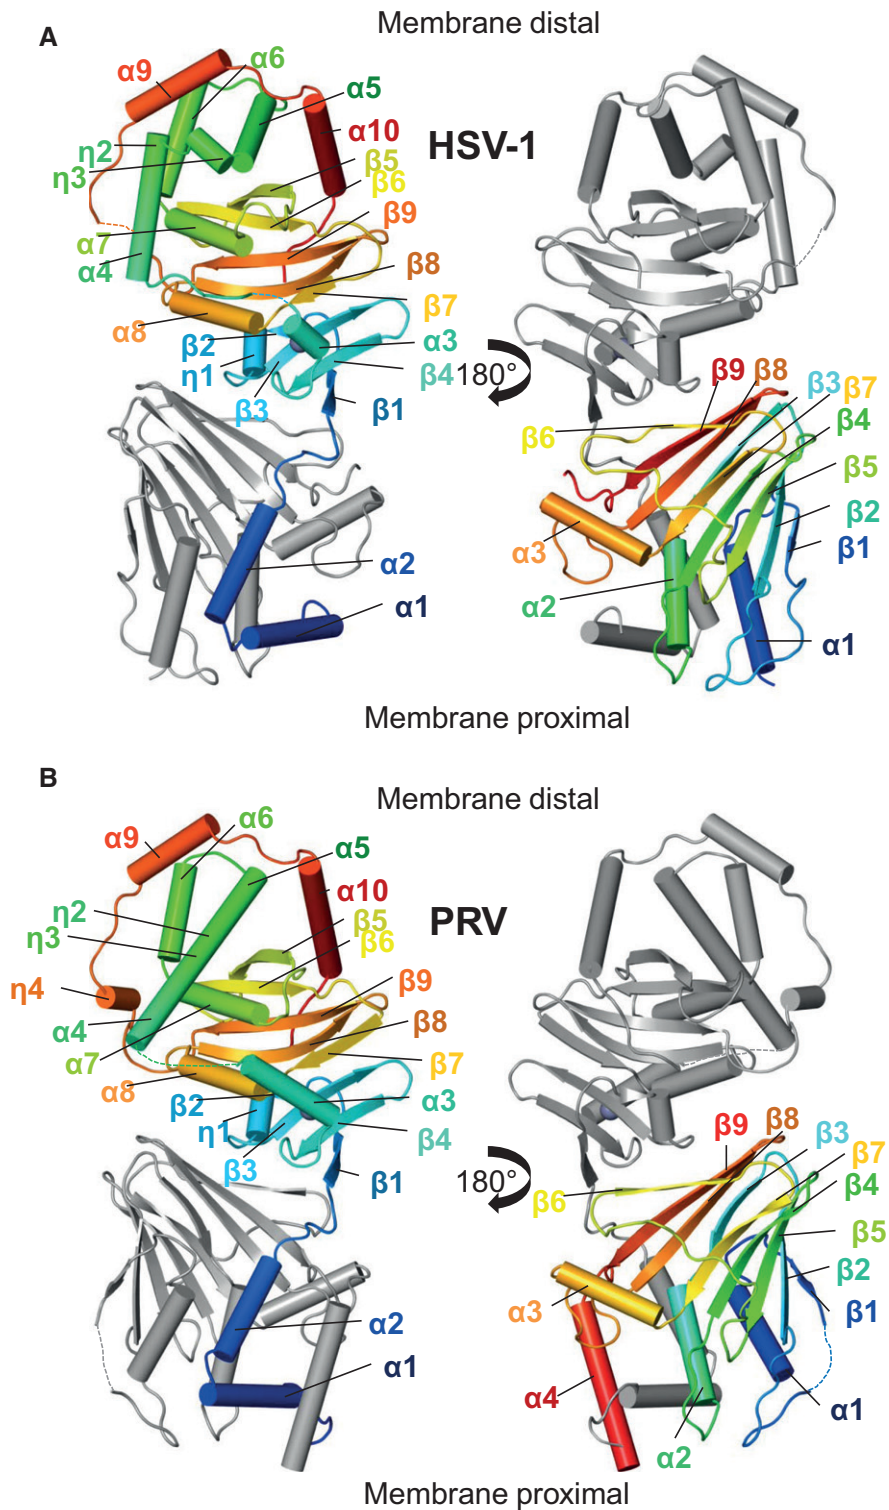 A
Membrane distal
α9
α6
α5
α10
HSV-1
η2
η3
β5
β6
β9
α7
α4
β8
β7
α8
β2
η1
α3
β4
180°
β3
β1
β9
β8
β3
β7
β6
β4
β5
β2
α3
β1
α2
α2
α1
α1
Membrane proximal
B
Membrane distal
α9
α6
α5
α10
PRV
η2
η3
β5
β6
η4
β9
α4
α7
β8
β7
α8
β2
η1
α3
β4
β3
β1
180°
β9
β8
β3
β7
β6
β4
β5
β2
α3
β1
α2
α1
α4
α1
α2
Membrane proximal